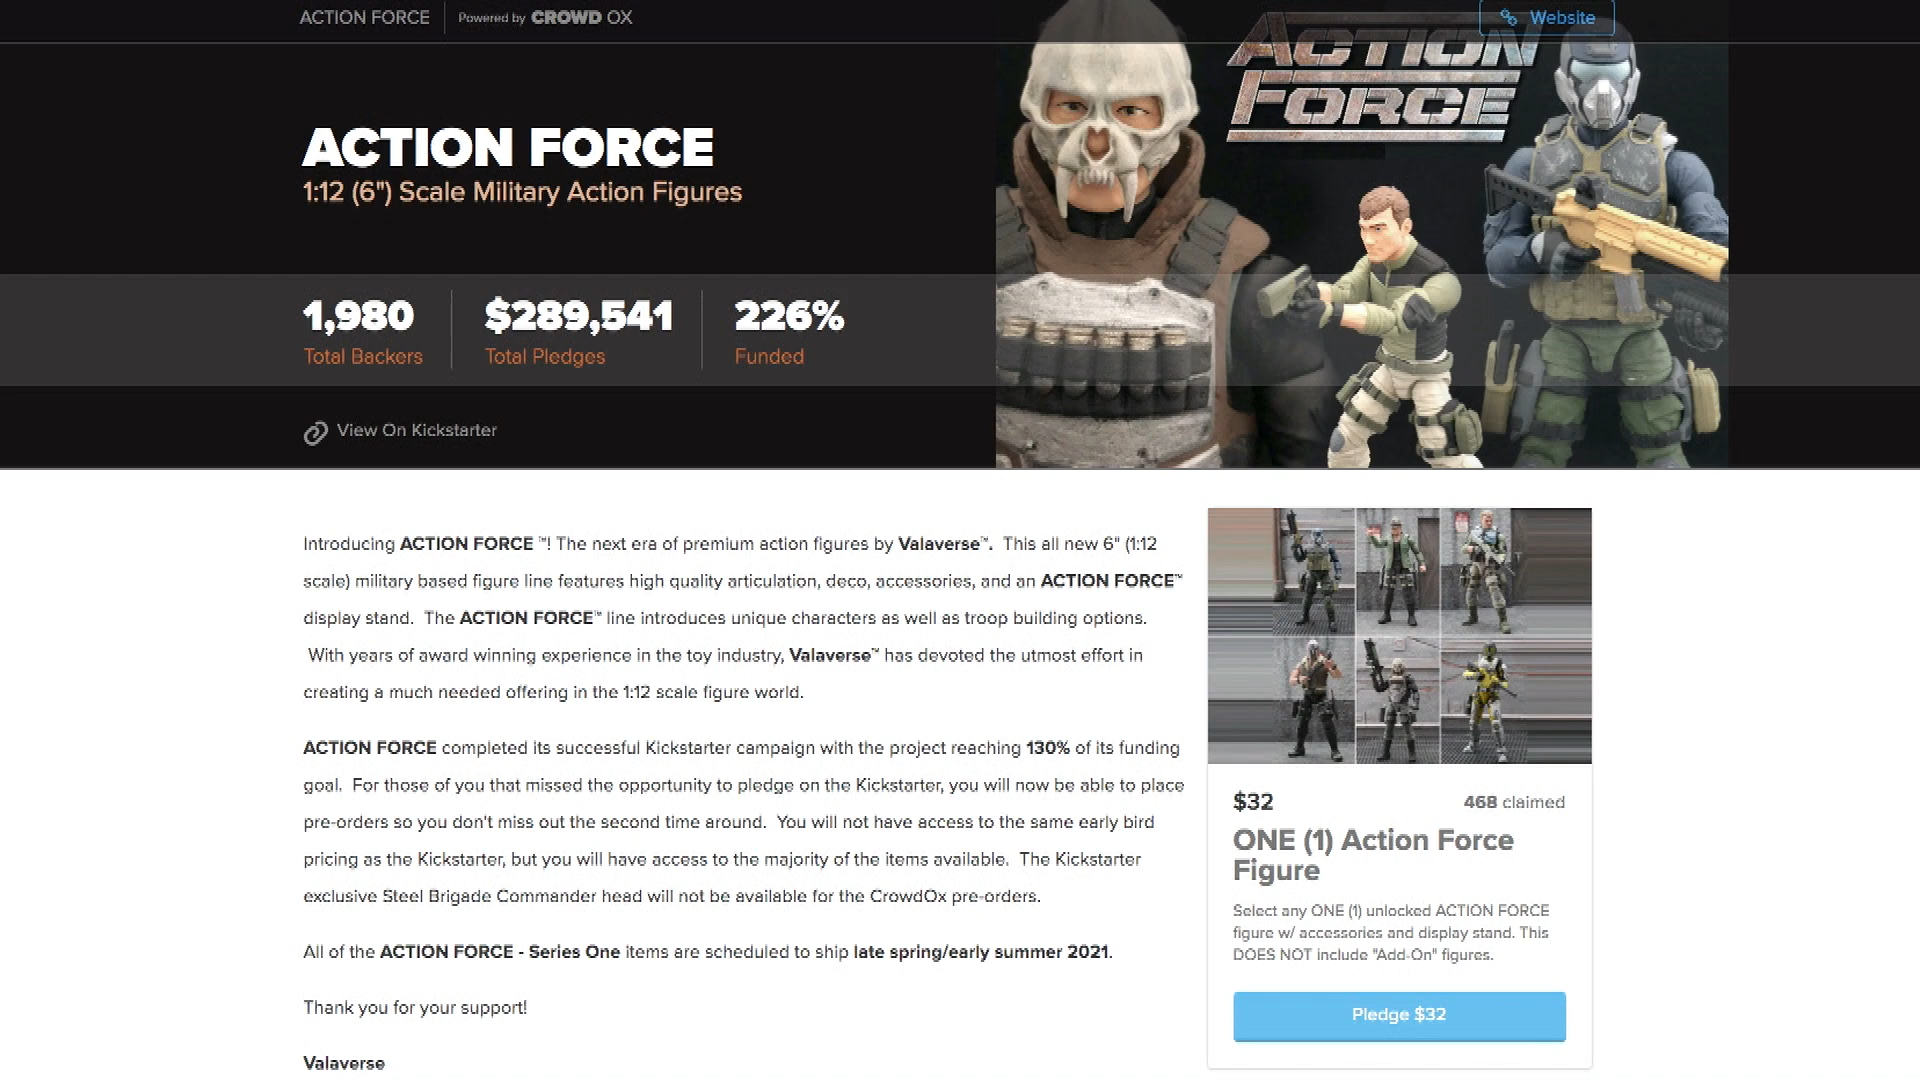 ACTION FORCE
Powered by CROWD OX
Website
ACTION
FORCE
ACTION FORCE
1:12 (6") Scale Military Action Figures
1,980
Total Backers
$289,541
Total Pledges
226%
Funded
View On Kickstarter
Introducing ACTION FORCE ™! The next era of premium action figures by Valaverse™.  This all new 6" (1:12
scale) military based figure line features high quality articulation, deco, accessories, and an ACTION FORCE™
display stand.  The ACTION FORCE™ line introduces unique characters as well as troop building options.
With years of award winning experience in the toy industry, Valaverse™ has devoted the utmost effort in
creating a much needed offering in the 1:12 scale figure world.
ACTION FORCE completed its successful Kickstarter campaign with the project reaching 130% of its funding
goal.  For those of you that missed the opportunity to pledge on the Kickstarter, you will now be able to place
pre-orders so you don't miss out the second time around.  You will not have access to the same early bird
pricing as the Kickstarter, but you will have access to the majority of the items available.  The Kickstarter
exclusive Steel Brigade Commander head will not be available for the CrowdOx pre-orders.
All of the ACTION FORCE - Series One items are scheduled to ship late spring/early summer 2021.
Thank you for your support!
Valaverse
$32
468 claimed
ONE (1) Action Force
Figure
Select any ONE (1) unlocked ACTION FORCE
figure w/ accessories and display stand. This
DOES NOT include "Add-On" figures.
Pledge $32